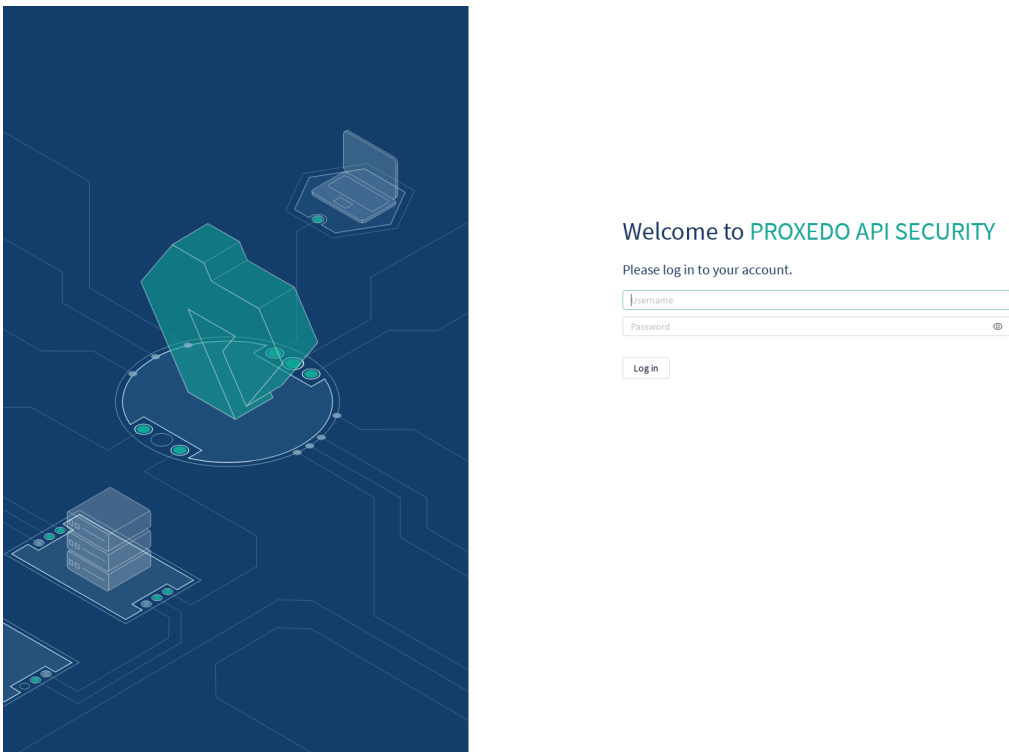 Welcome to PROXEDO API SECURITY
Please log in to your account.
Username
Password
Log in